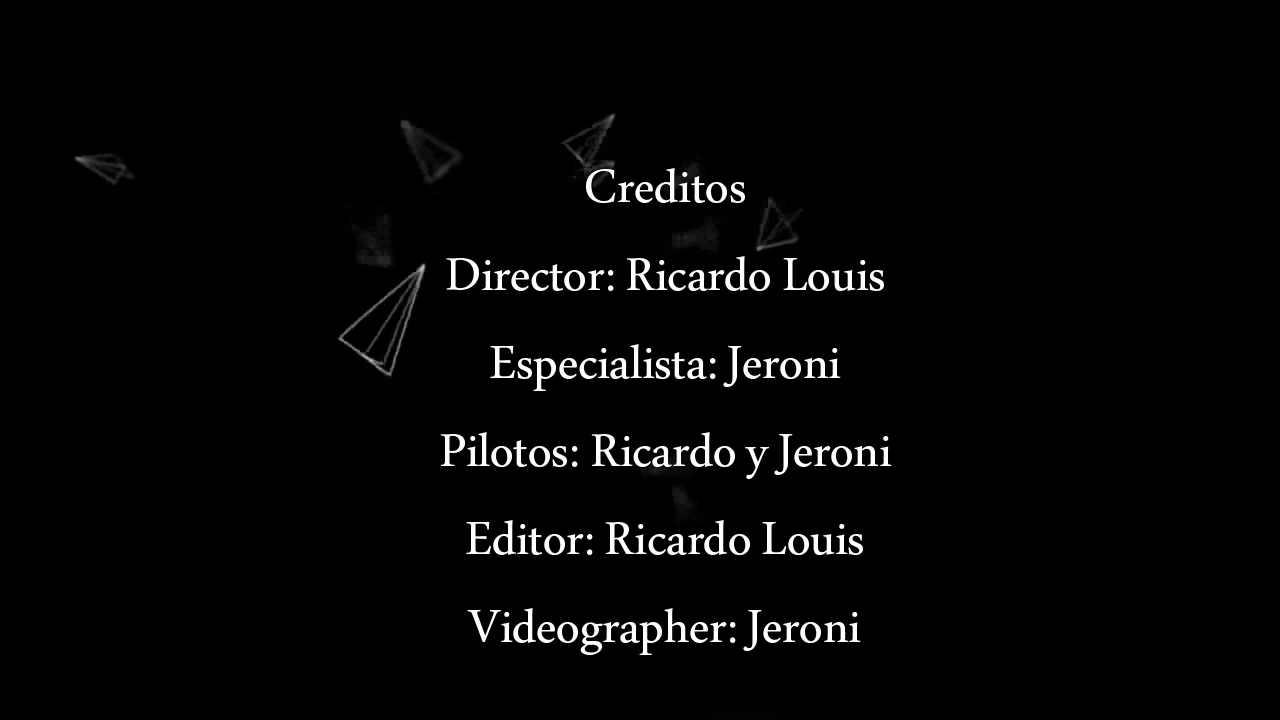 Creditos
Director: Ricardo Louis
Especialista: Jeroni
Pilotos: Ricardo y Jeroni
Editor: Ricardo Louis
Videographer: Jeroni